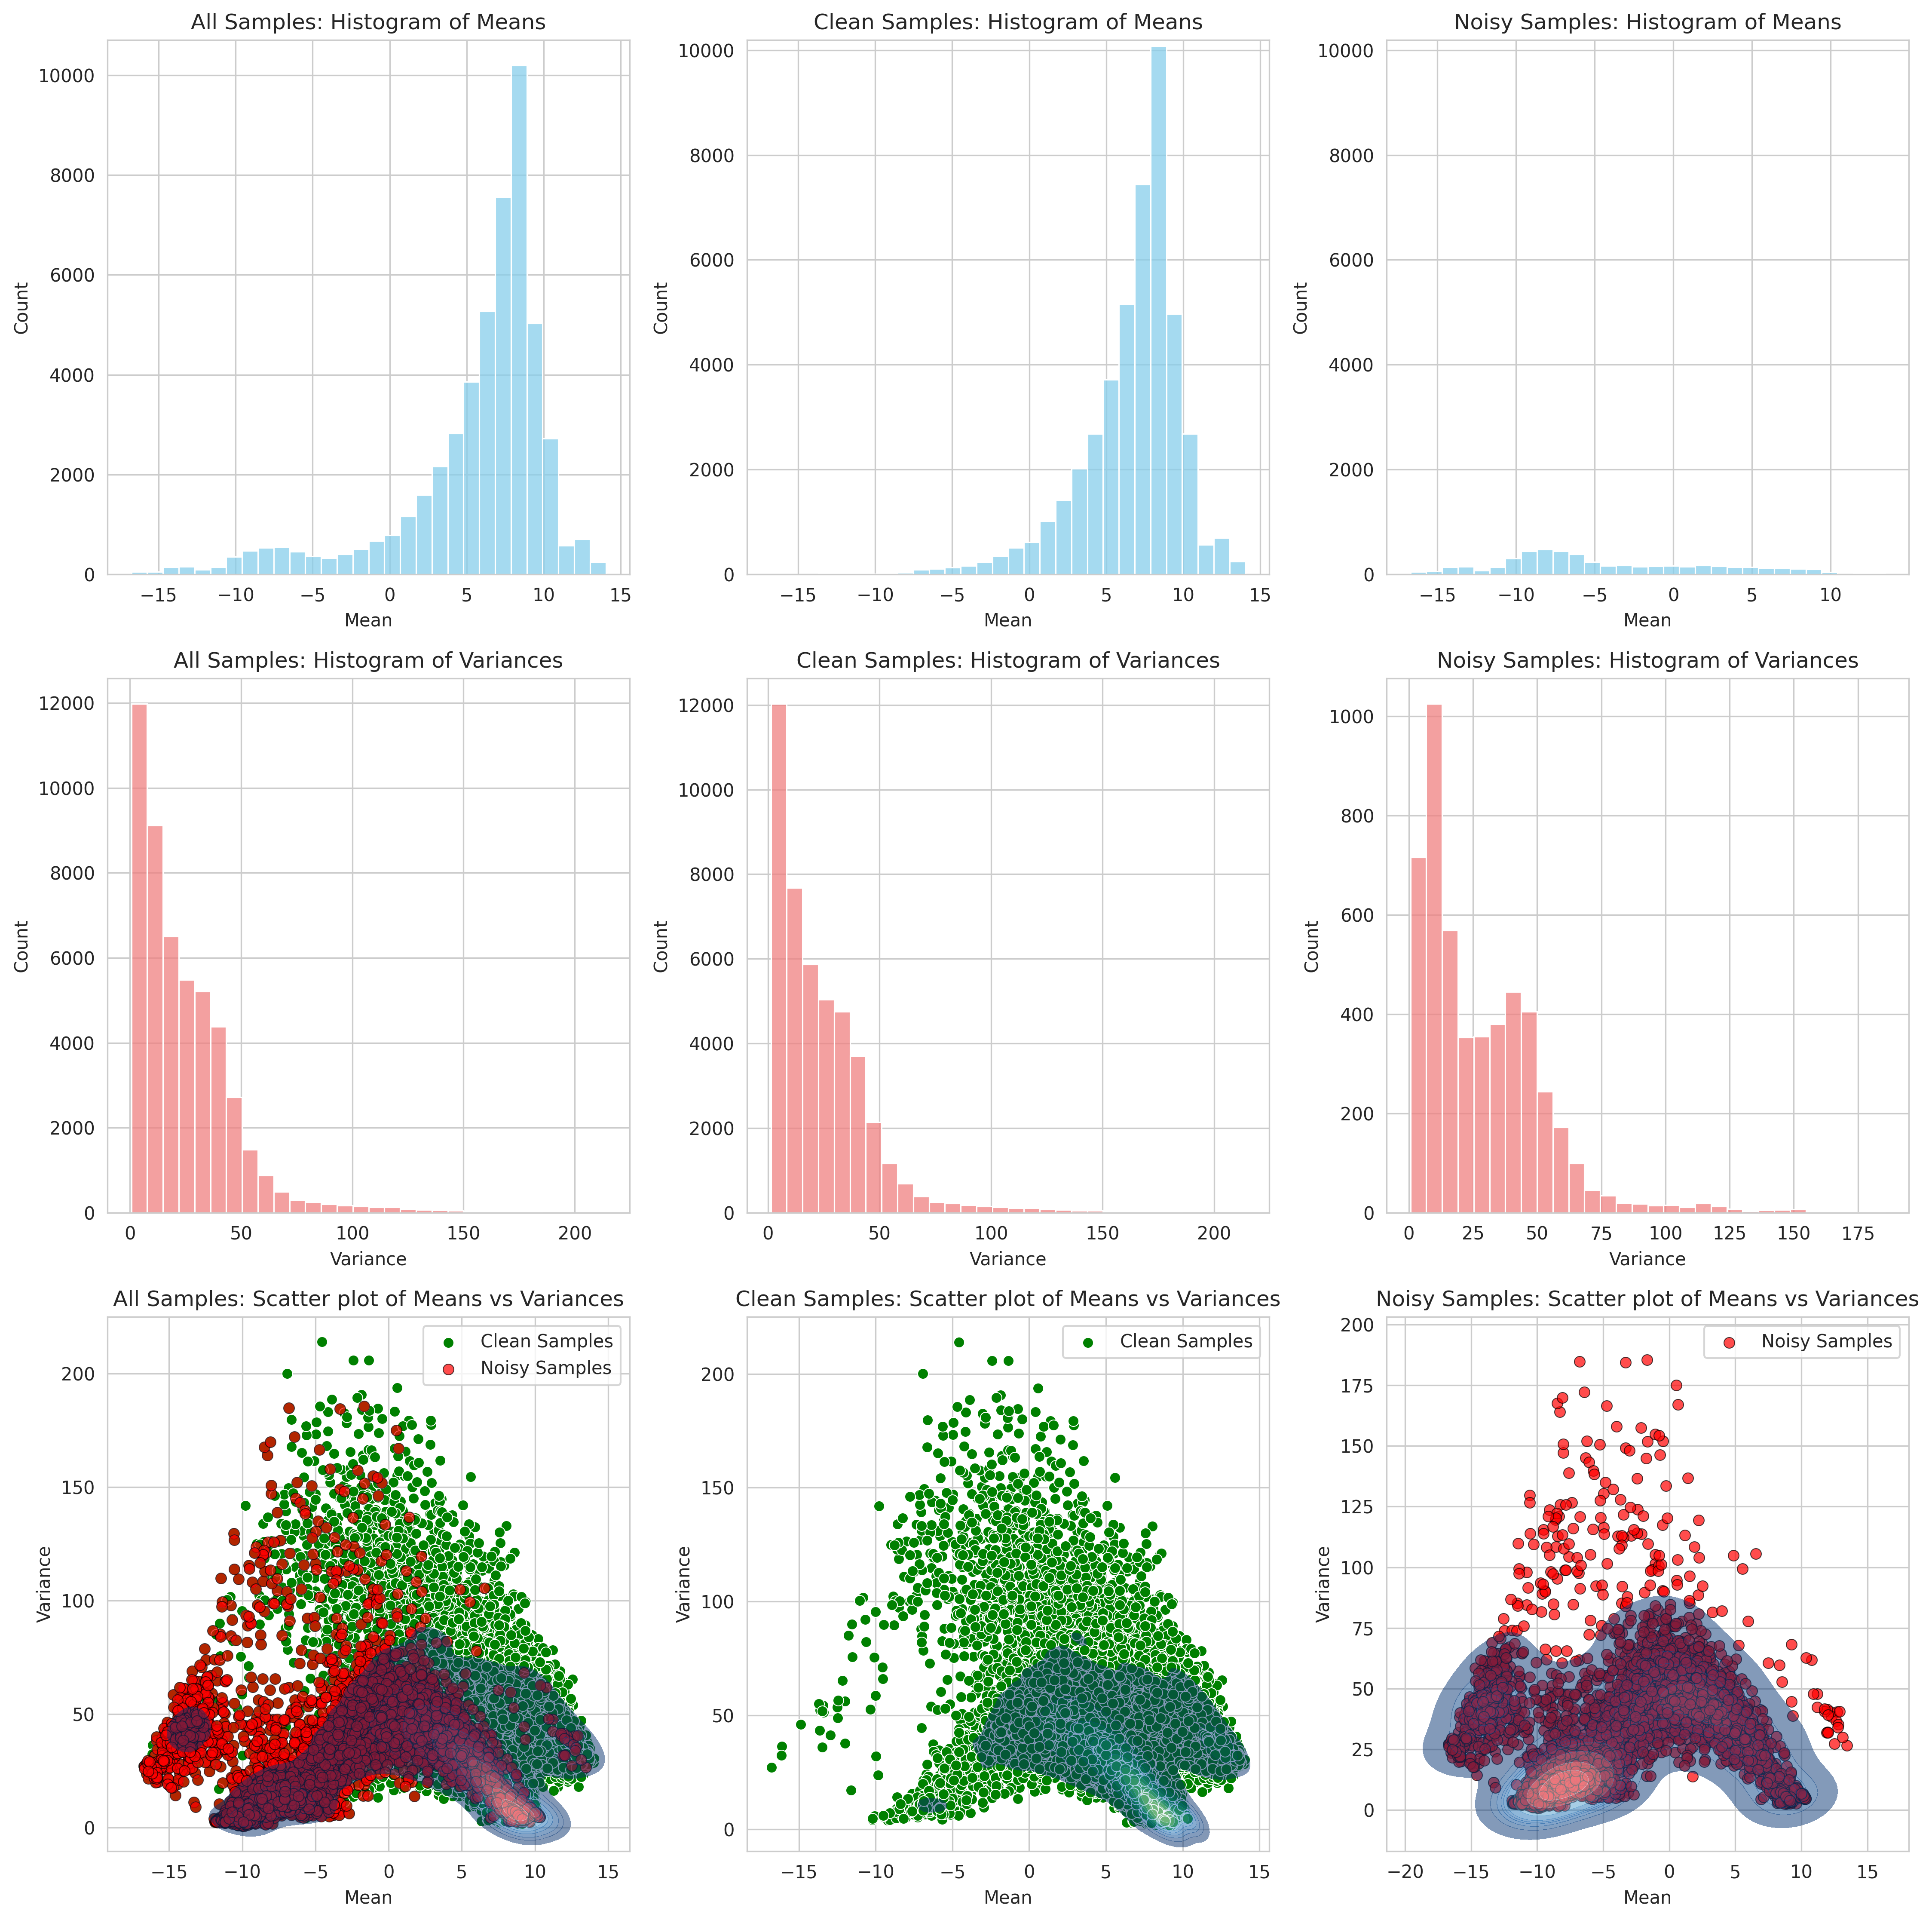 All Samples: Histogram of Means
Clean Samples: Histogram of Means
Noisy Samples: Histogram of Means
Count
10000
8000
6000
4000
2000
0
−15 −10 −5 0 5 10 15
Mean
Count
10000
8000
6000
4000
2000
0
−15 −10 −5 0 5 10 15
Mean
Count
10000
8000
6000
4000
2000
0
−15 −10 −5 0 5 10
Mean
All Samples: Histogram of Variances
Clean Samples: Histogram of Variances
Noisy Samples: Histogram of Variances
Count
12000
10000
8000
6000
4000
2000
0
0 50 100 150 200
Variance
Count
12000
10000
8000
6000
4000
2000
0
0 50 100 150 200
Variance
Count
1000
800
600
400
200
0
0 25 50 75 100 125 150 175
Variance
All Samples: Scatter plot of Means vs Variances
Clean Samples: Scatter plot of Means vs Variances
Noisy Samples: Scatter plot of Means vs Variances
Clean Samples
Noisy Samples
Variance
200
150
100
50
0
−15 −10 −5 0 5 10 15
Mean
Clean Samples
Variance
200
150
100
50
0
−15 −10 −5 0 5 10 15
Mean
Noisy Samples
Variance
200
175
150
125
100
75
50
25
0
−20 −15 −10 −5 0 5 10 15
Mean